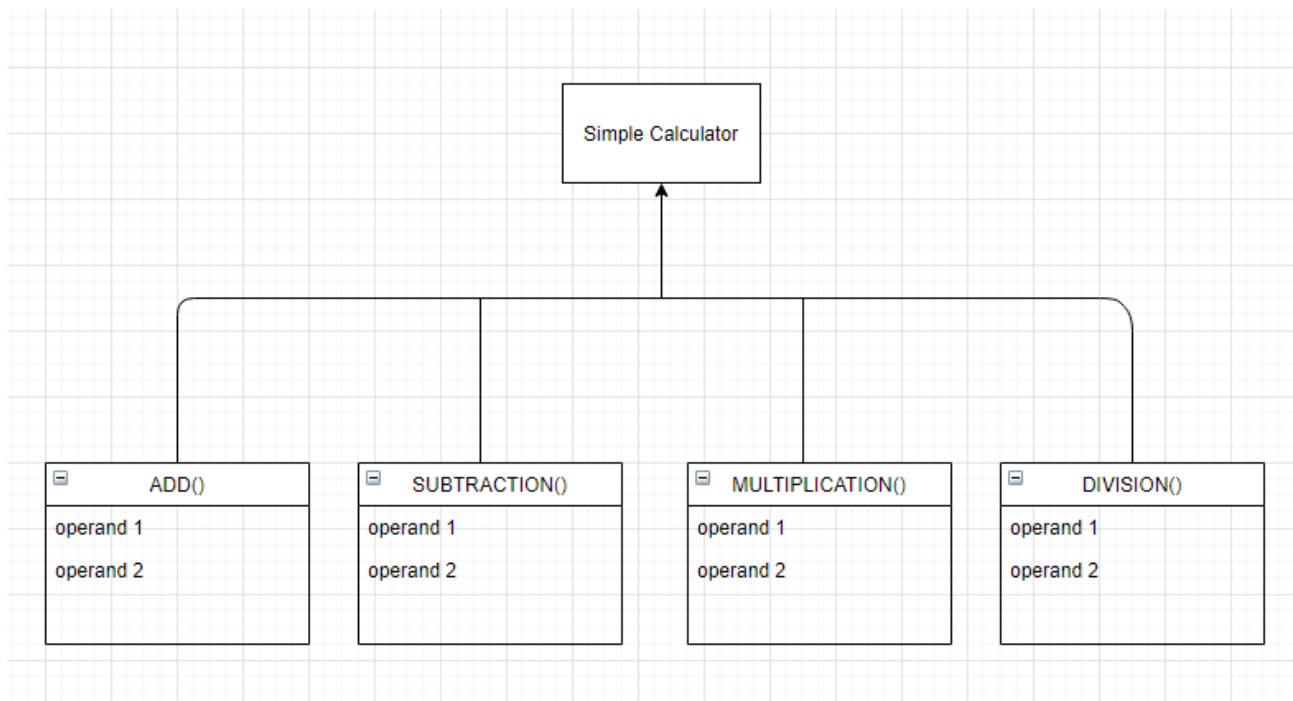 Simple Calculator
ADD()
operand 1
operand 2
SUBTRACTION()
operand 1
operand 2
MULTIPLICATION()
operand 1
operand 2
DIVISION()
operand 1
operand 2